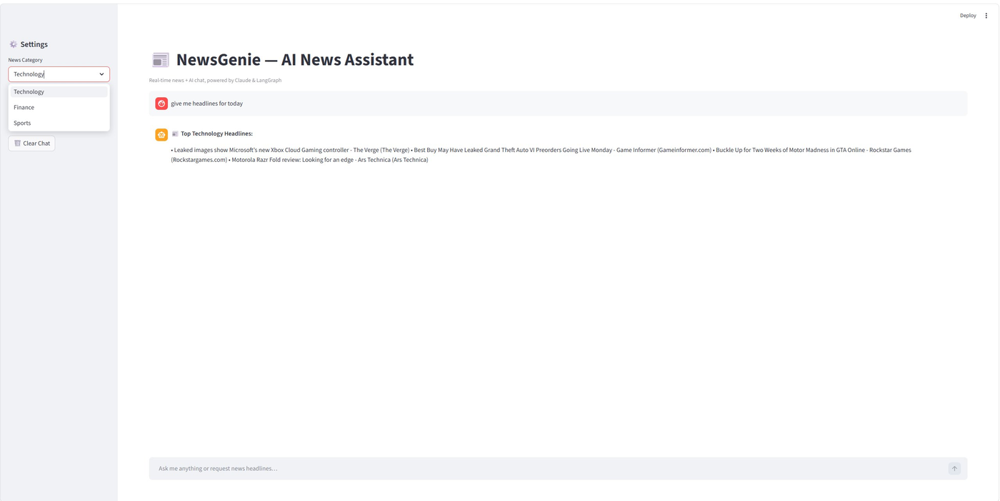 Deploy
Settings
News Category
Technology
Technology
Finance
Sports
Clear Chat
NewsGenie — AI News Assistant
Real-time news + AI chat, powered by Claude & LangGraph
give me headlines for today
Top Technology Headlines:
• Leaked images show Microsoft's new Xbox Cloud Gaming controller - The Verge (The Verge) • Best Buy May Have Leaked Grand Theft Auto VI Preorders Going Live Monday - Game Informer (Gameinformer.com) • Buckle Up for Two Weeks of Motor Madness in GTA Online - Rockstar Games
(Rockstargames.com) • Motorola Razr Fold review: Looking for an edge - Ars Technica (Ars Technica)
Ask me anything or request news headlines…